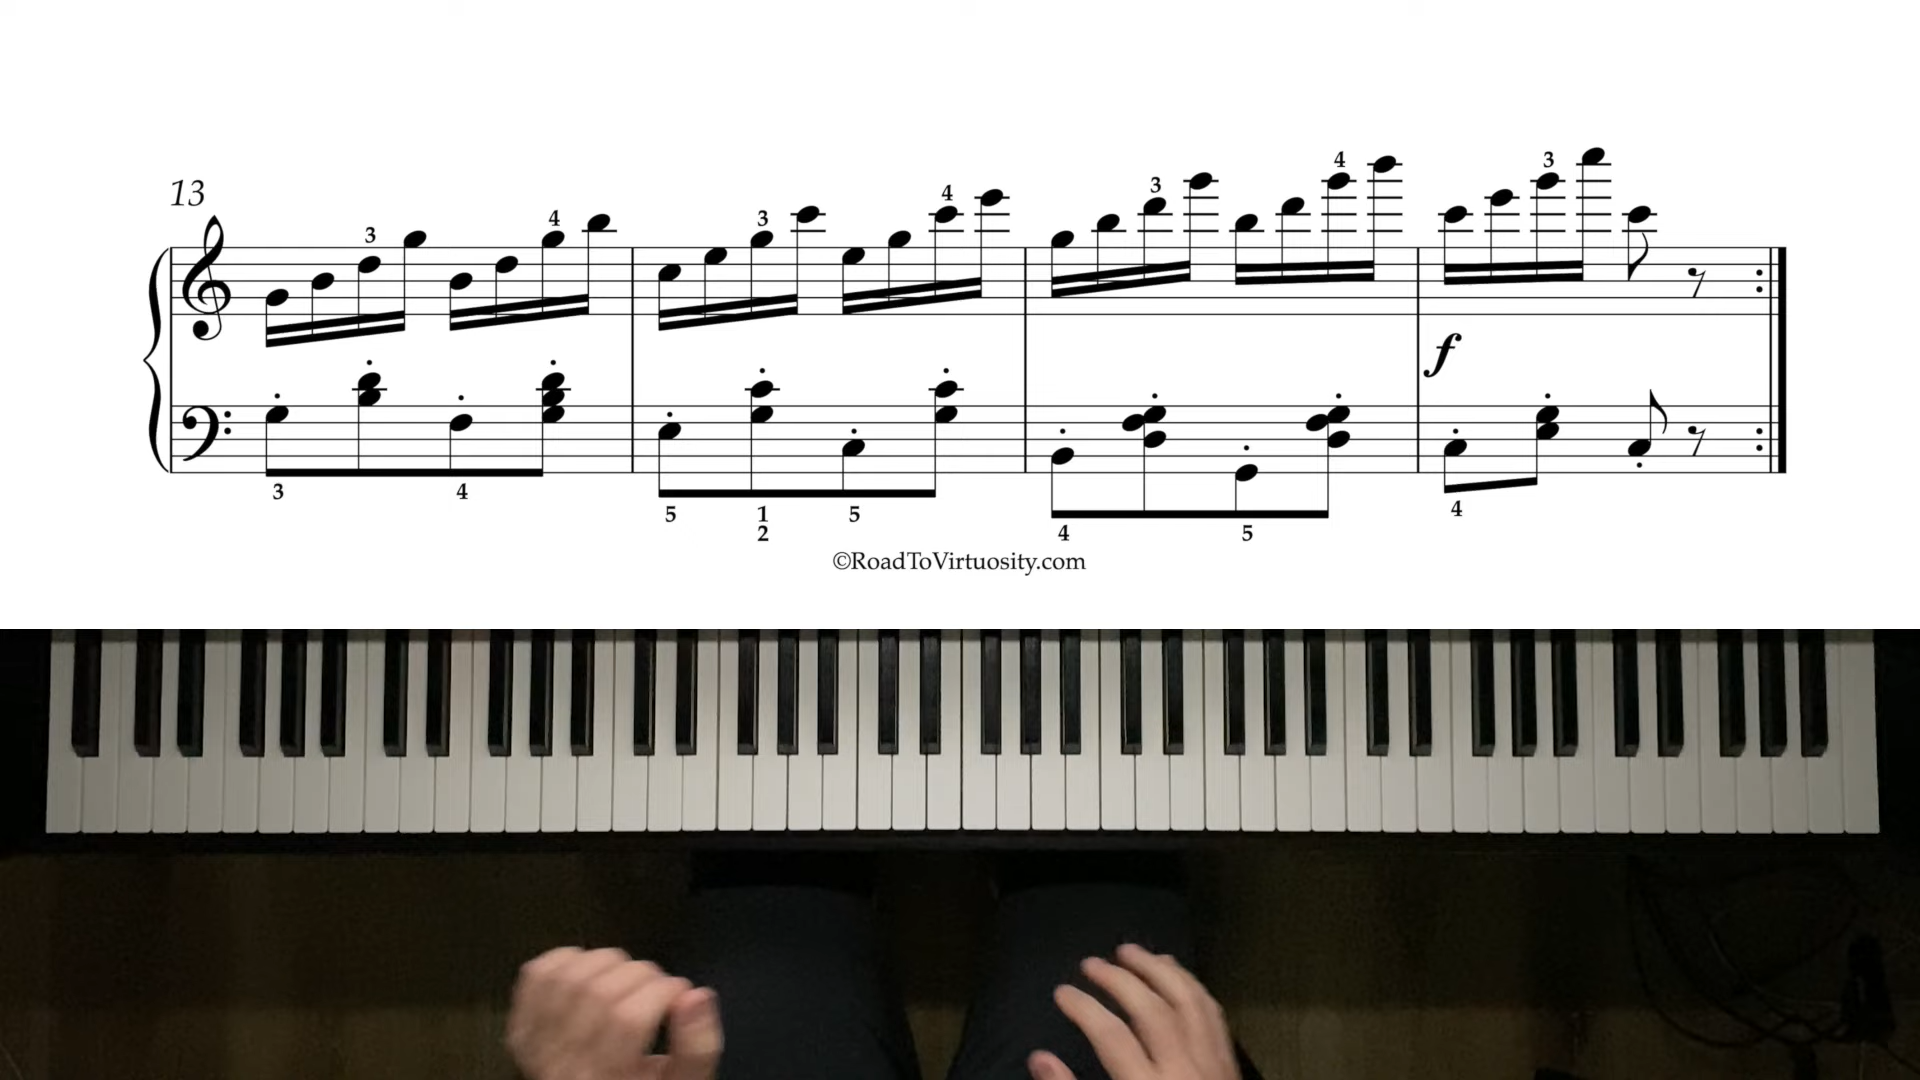 13
3 4 3 4 3 4 3
f
3 4 5 1 5 4 5 4
2
©RoadToVirtuosity.com